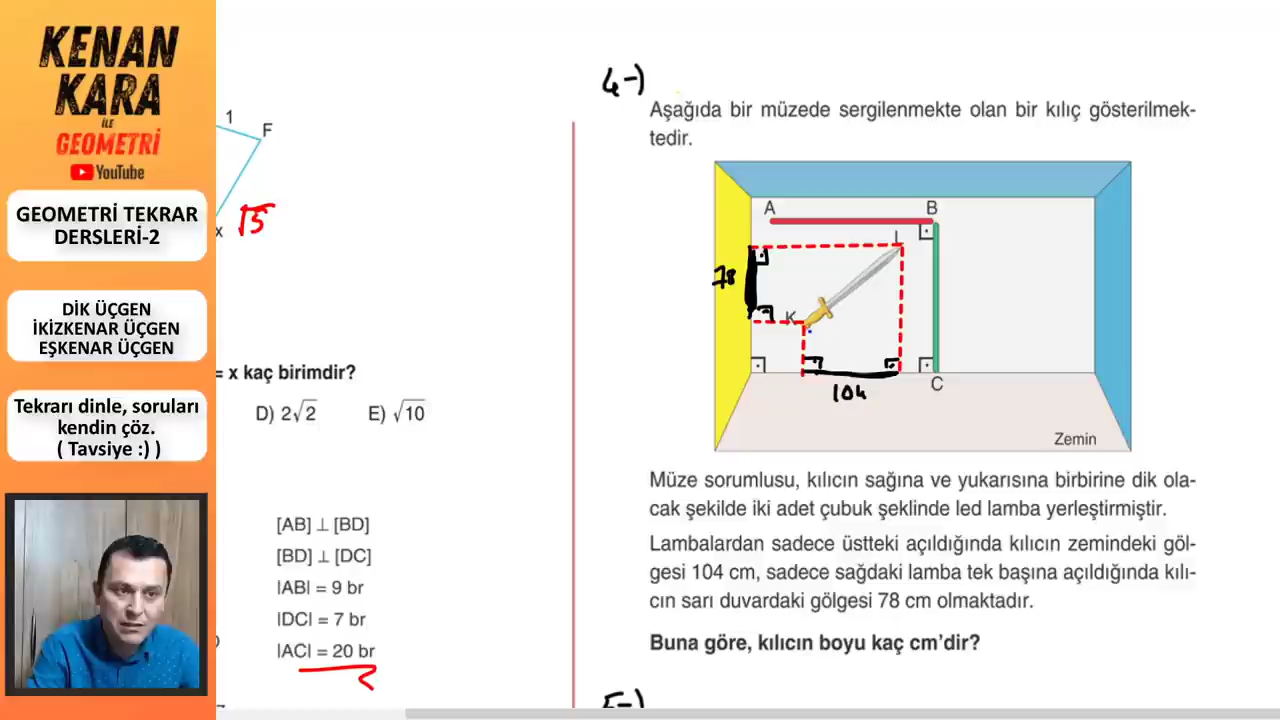 KENAN
KARA
İLE
GEOMETRİ
YouTube
GEOMETRİ TEKRAR
DERSLERİ-2
DİK ÜÇGEN
İKİZKENAR ÜÇGEN
EŞKENAR ÜÇGEN
Tekrarı dinle, soruları
kendin çöz.
( Tavsiye :) )
1
F
x
√5
= x kaç birimdir?
D) 2√2 E) √10
[AB] ⊥ [BD]
[BD] ⊥ [DC]
|AB| = 9 br
|DC| = 7 br
|AC| = 20 br
4-)
Aşağıda bir müzede sergilenmekte olan bir kılıç gösterilmek-
tedir.
A B
L
78
K
C
104
Zemin
Müze sorumlusu, kılıcın sağına ve yukarısına birbirine dik ola-
cak şekilde iki adet çubuk şeklinde led lamba yerleştirmiştir.
Lambalardan sadece üstteki açıldığında kılıcın zemindeki göl-
gesi 104 cm, sadece sağdaki lamba tek başına açıldığında kılı-
cın sarı duvardaki gölgesi 78 cm olmaktadır.
Buna göre, kılıcın boyu kaç cm'dir?
5-)